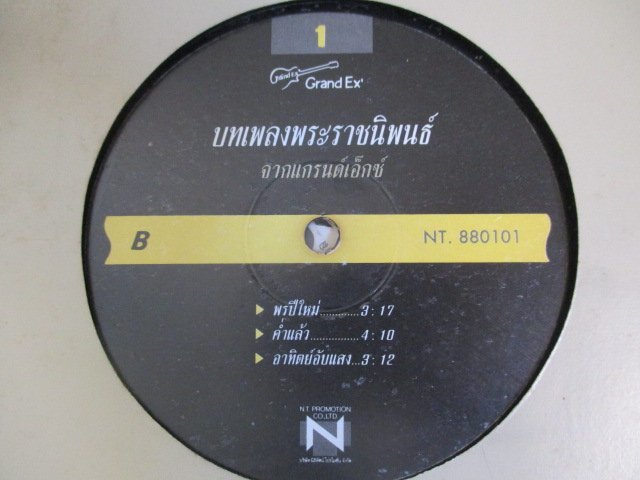 1
Grand Ex'
Grand Ex'
บทเพลงพระราชนิพนธ์
จากแกรนด์เอ็กซ์
B NT. 880101
พรปีใหม่.............3:17
ค่ำแล้ว................4:10
อาทิตย์อับแสง...3:12
N.T. PROMOTION
CO.,LTD.
N